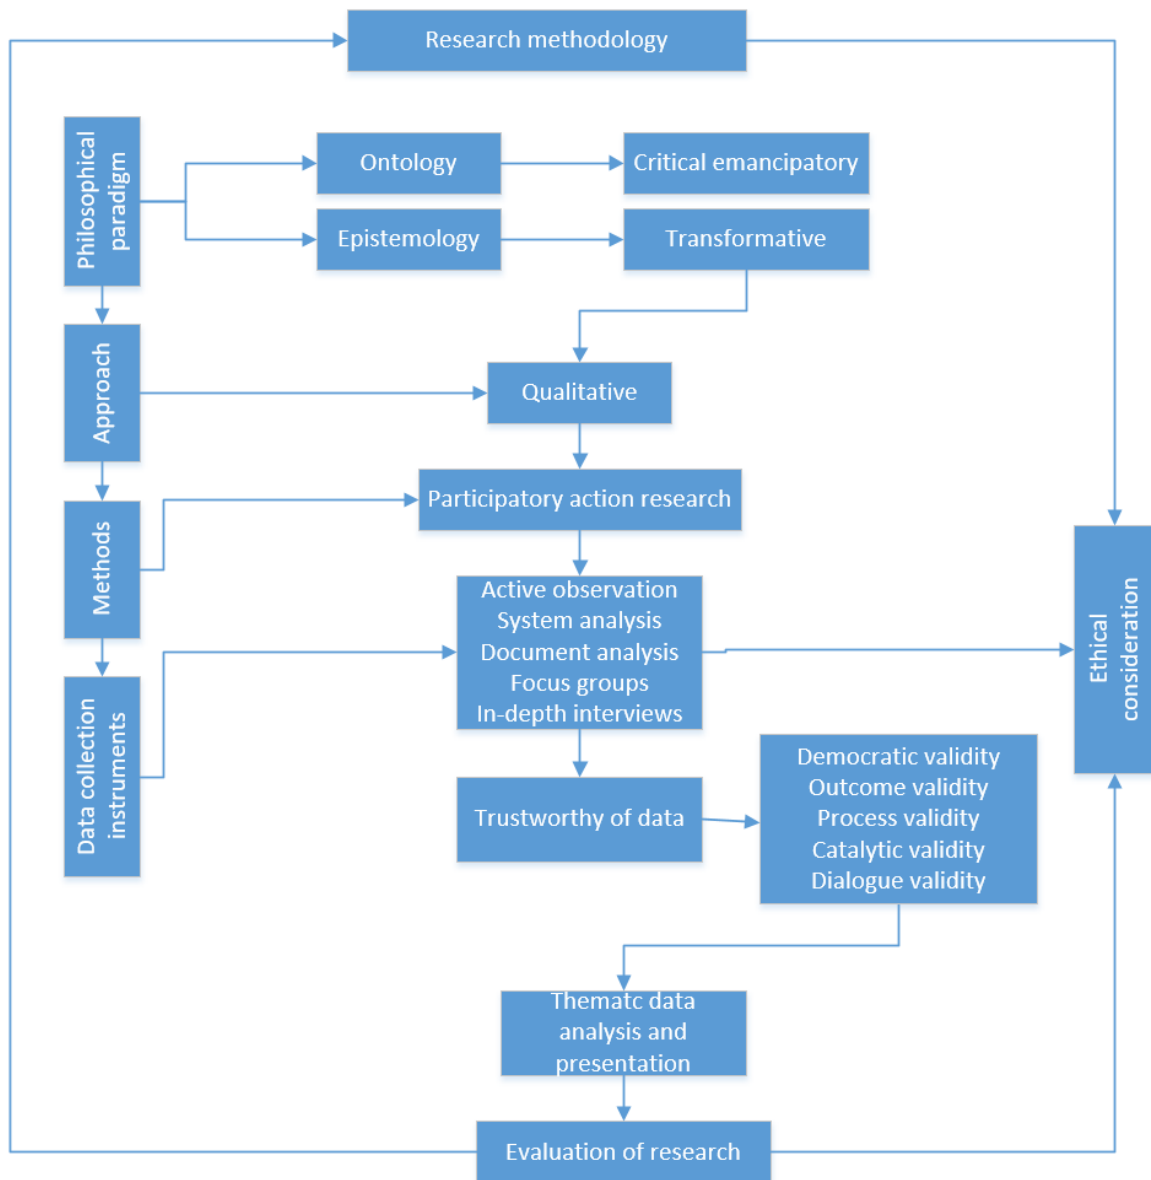 Research methodology
Philosophical
paradigm
Ontology
Critical emancipatory
Epistemology
Transformative
Approach
Qualitative
Methods
Participatory action research
Data collection
instruments
Active observation
System analysis
Document analysis
Focus groups
In-depth interviews
Ethical
consideration
Trustworthy of data
Democratic validity
Outcome validity
Process validity
Catalytic validity
Dialogue validity
Thematc data
analysis and
presentation
Evaluation of research